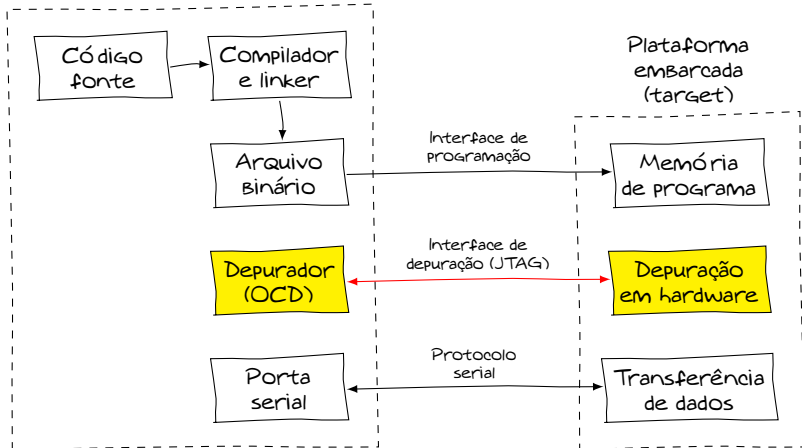 Código
fonte
Compilador
e linker
Plataforma
embarcada
(target)
Arquivo
Binário
Interface de
programação
Memória
de programa
Depurador
(OCD)
Interface de
depuração (JTAG)
Depuração
em hardware
Porta
serial
Protocolo
serial
Transferência
de dados